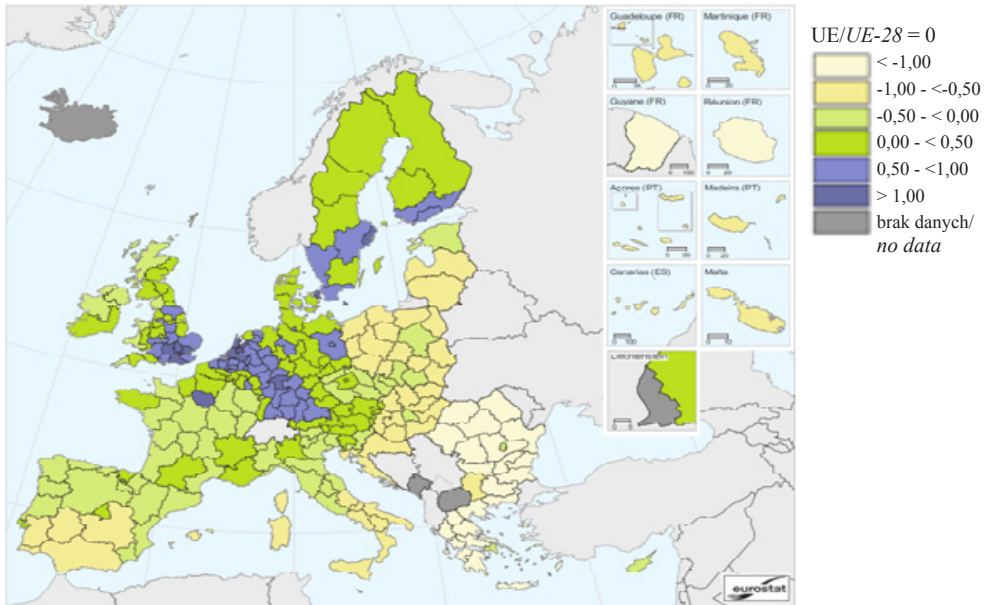 Guadeloupe (FR)
Martinique (FR)
Guyane (FR)
Réunion (FR)
Açores (PT)
Madeira (PT)
Canarias (ES)
Malta
Liechtenstein
eurostat
UE/UE-28 = 0
< -1,00
-1,00 - <-0,50
-0,50 - < 0,00
0,00 - < 0,50
0,50 - <1,00
> 1,00
brak danych/
no data